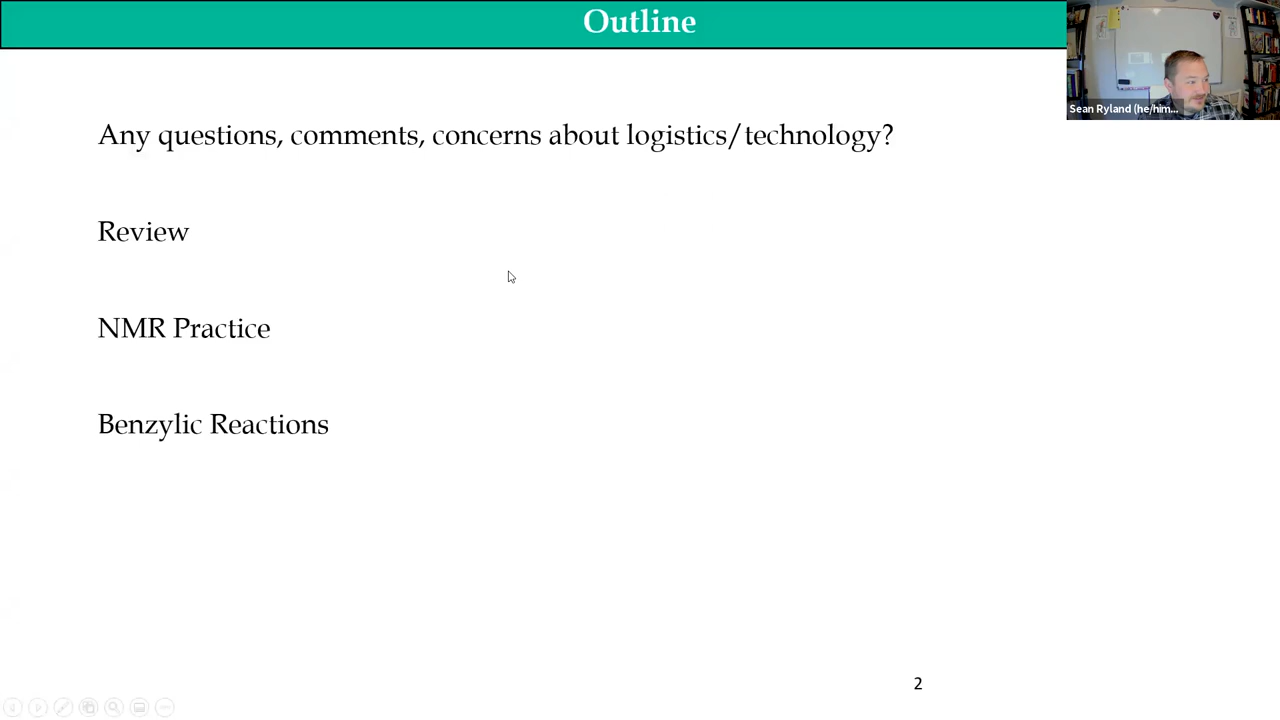 Outline
Sean Ryland (he/him...
Any questions, comments, concerns about logistics/technology?
Review
NMR Practice
Benzylic Reactions
2